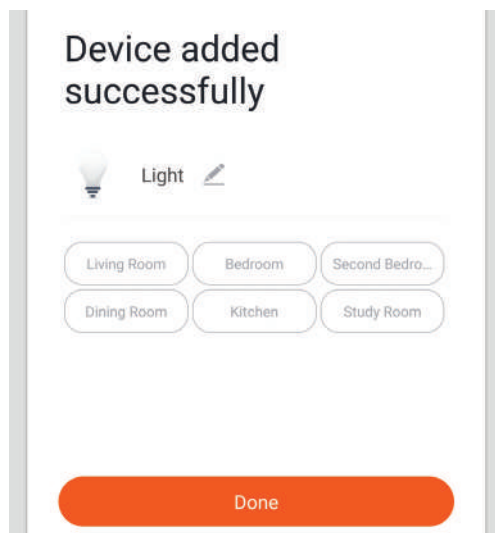 Device added
successfully
Light
Living Room Bedroom Second Bedro...
Dining Room Kitchen Study Room
Done